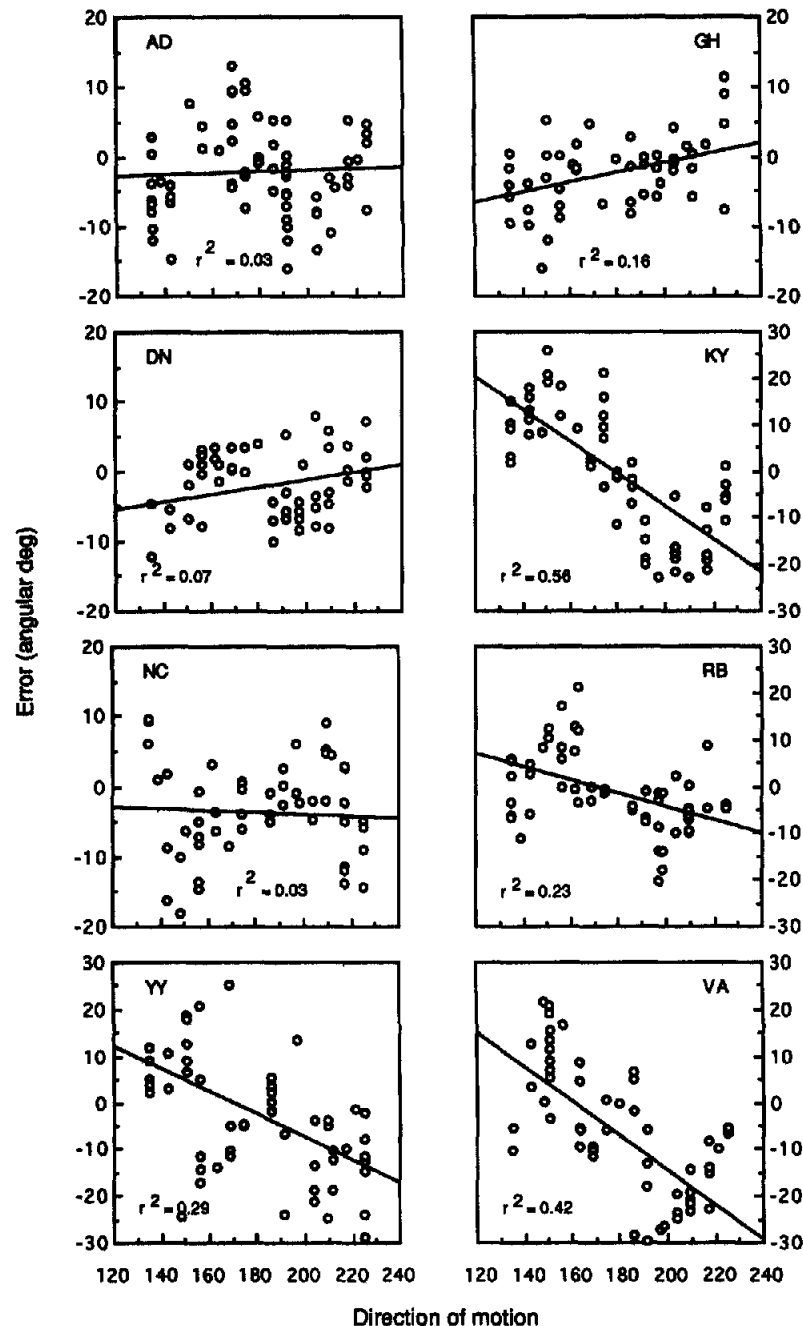 20 AD GH 20
10 10
0 0
-10 -10
r² = 0.03 r² = 0.16
-20 -20
20 DN KY 30
10 20
0 10
-10 0
-20 -10
r² = 0.07 r² = 0.56
-20
-30
Error (angular deg)
20 NC RB 30
10 20
0 10
-10 0
-20 -10
r² = 0.03 r² = 0.23
-20
-30
30 YY VA 30
20 20
10 10
0 0
-10 -10
-20 -20
r² = 0.29 r² = 0.42
-30 -30
120 140 160 180 200 220 240 120 140 160 180 200 220 240
Direction of motion